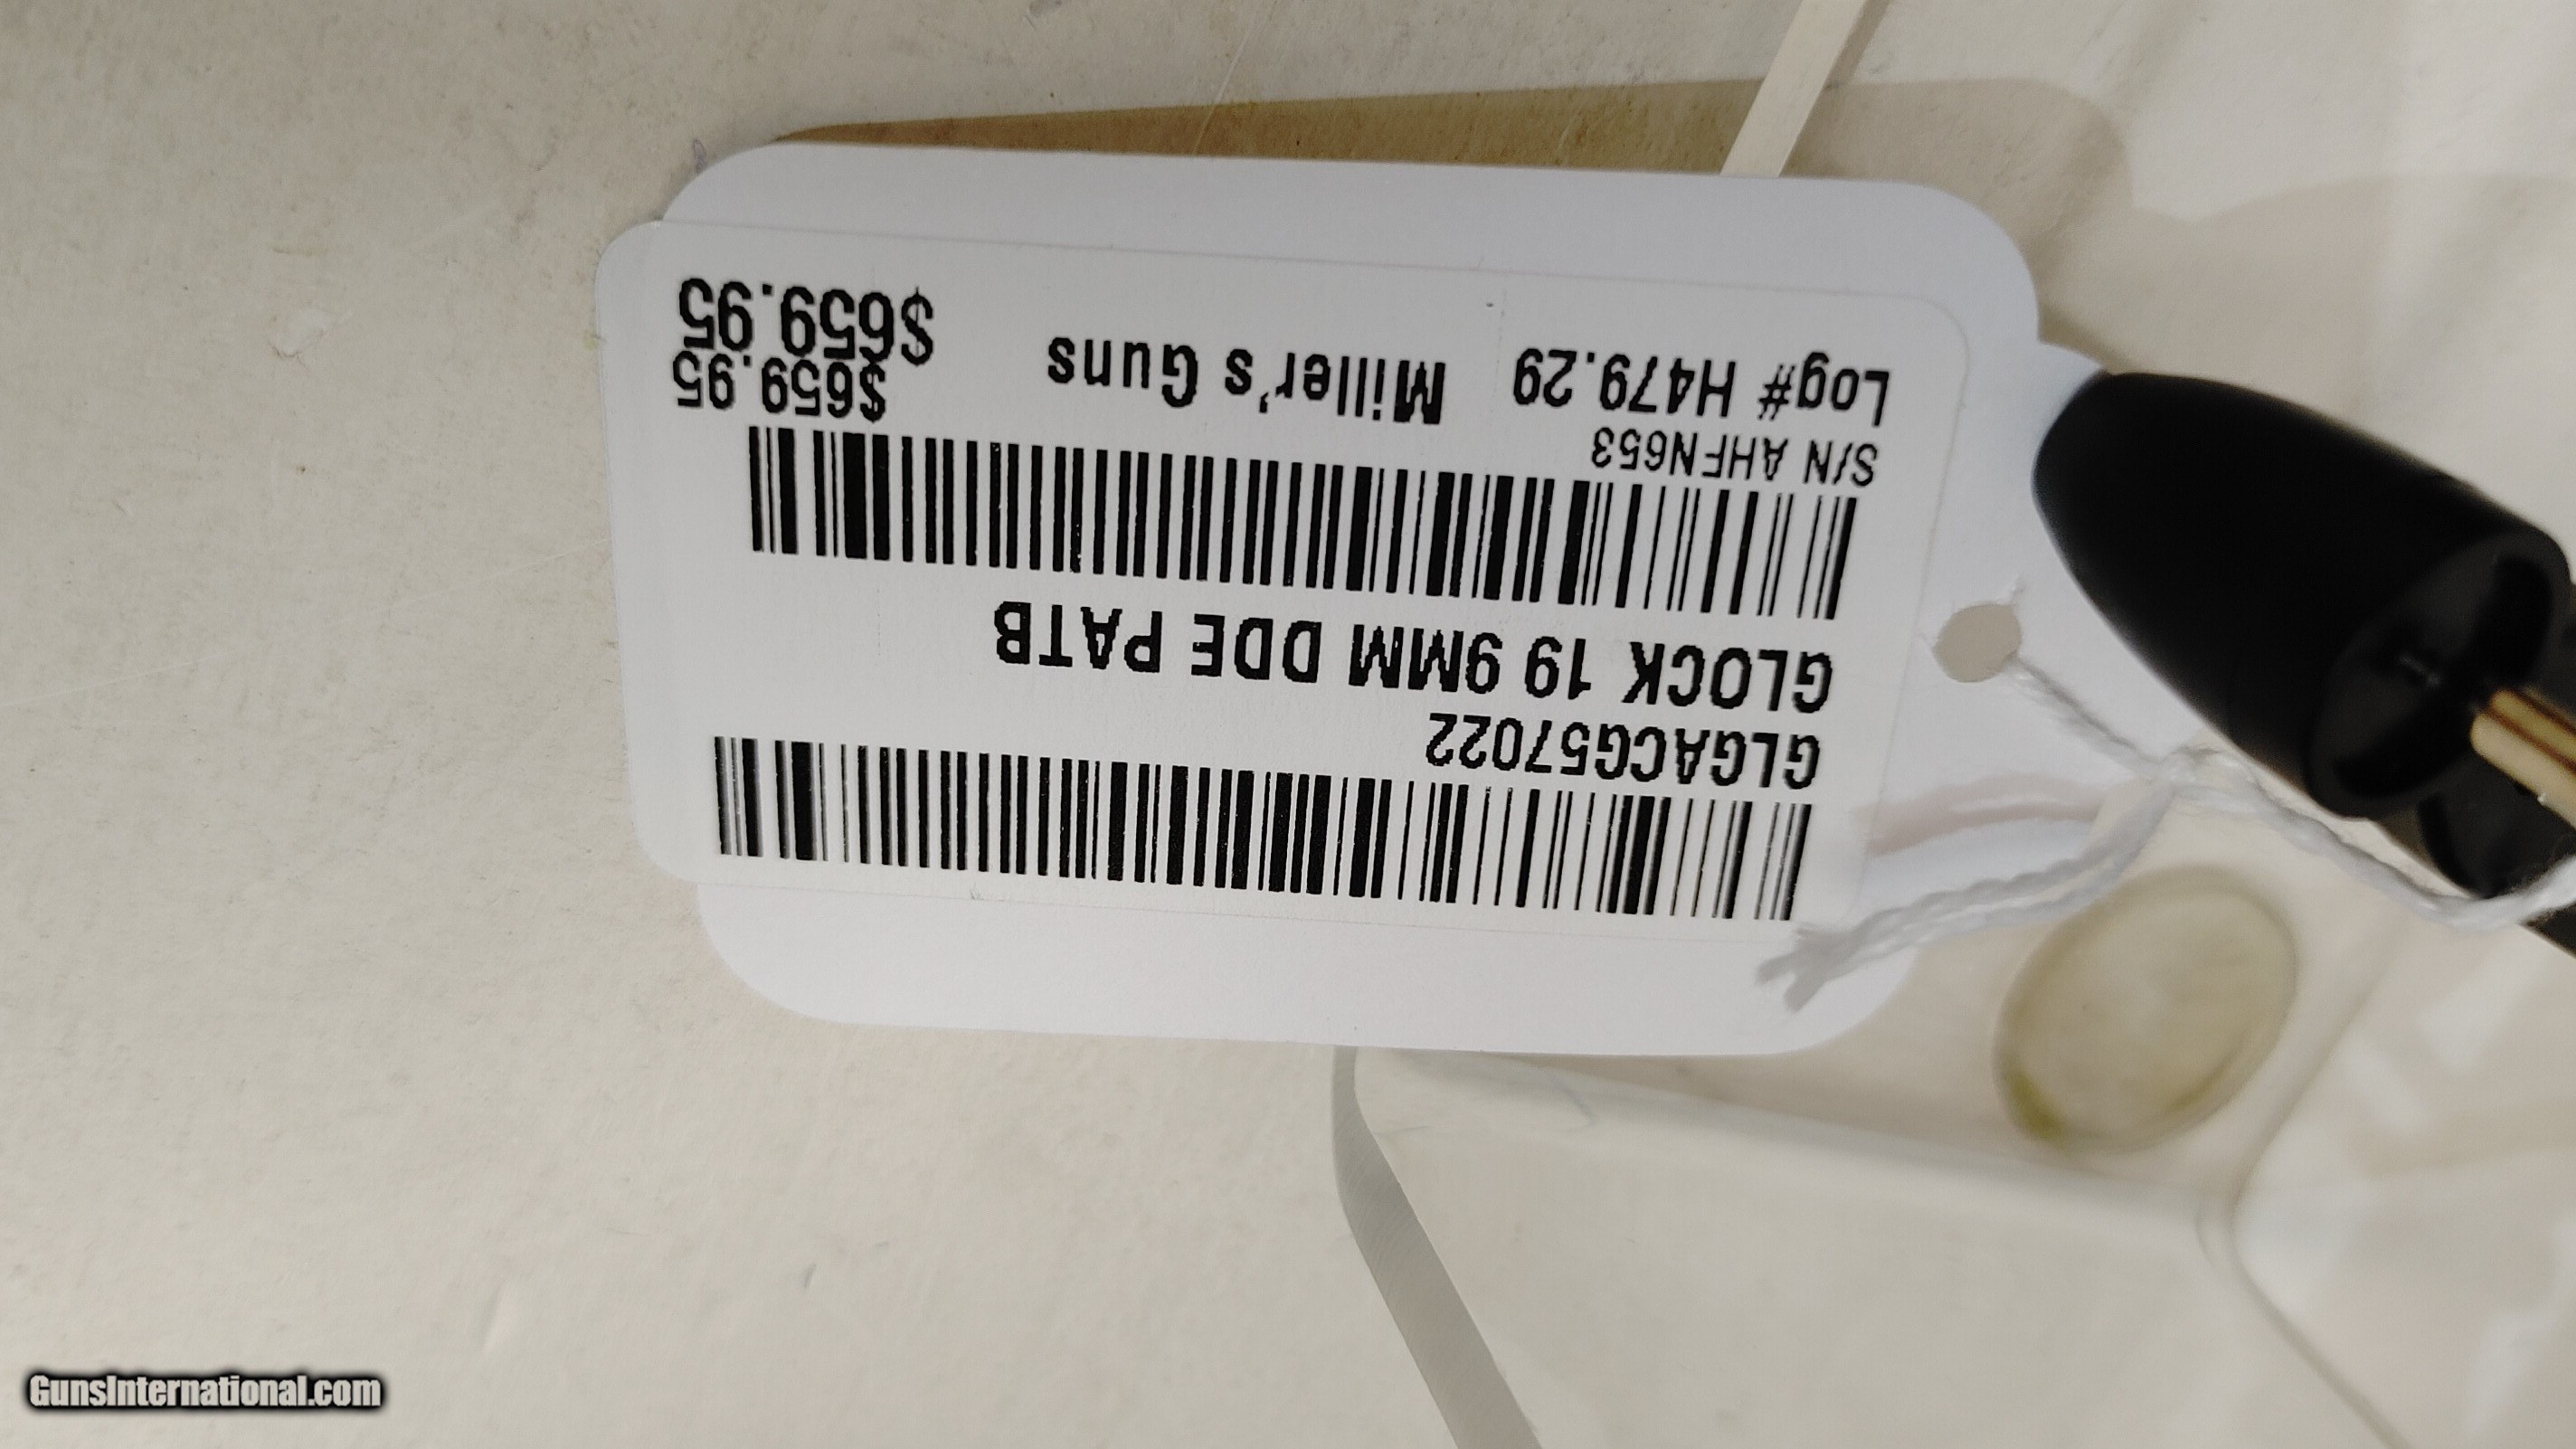 GLGACG57022
GLOCK 19 9MM DDE PATB
S/N AHFN653
Log# H479.29 Miller's Guns $659.95
$659.95
GunsInternational.com